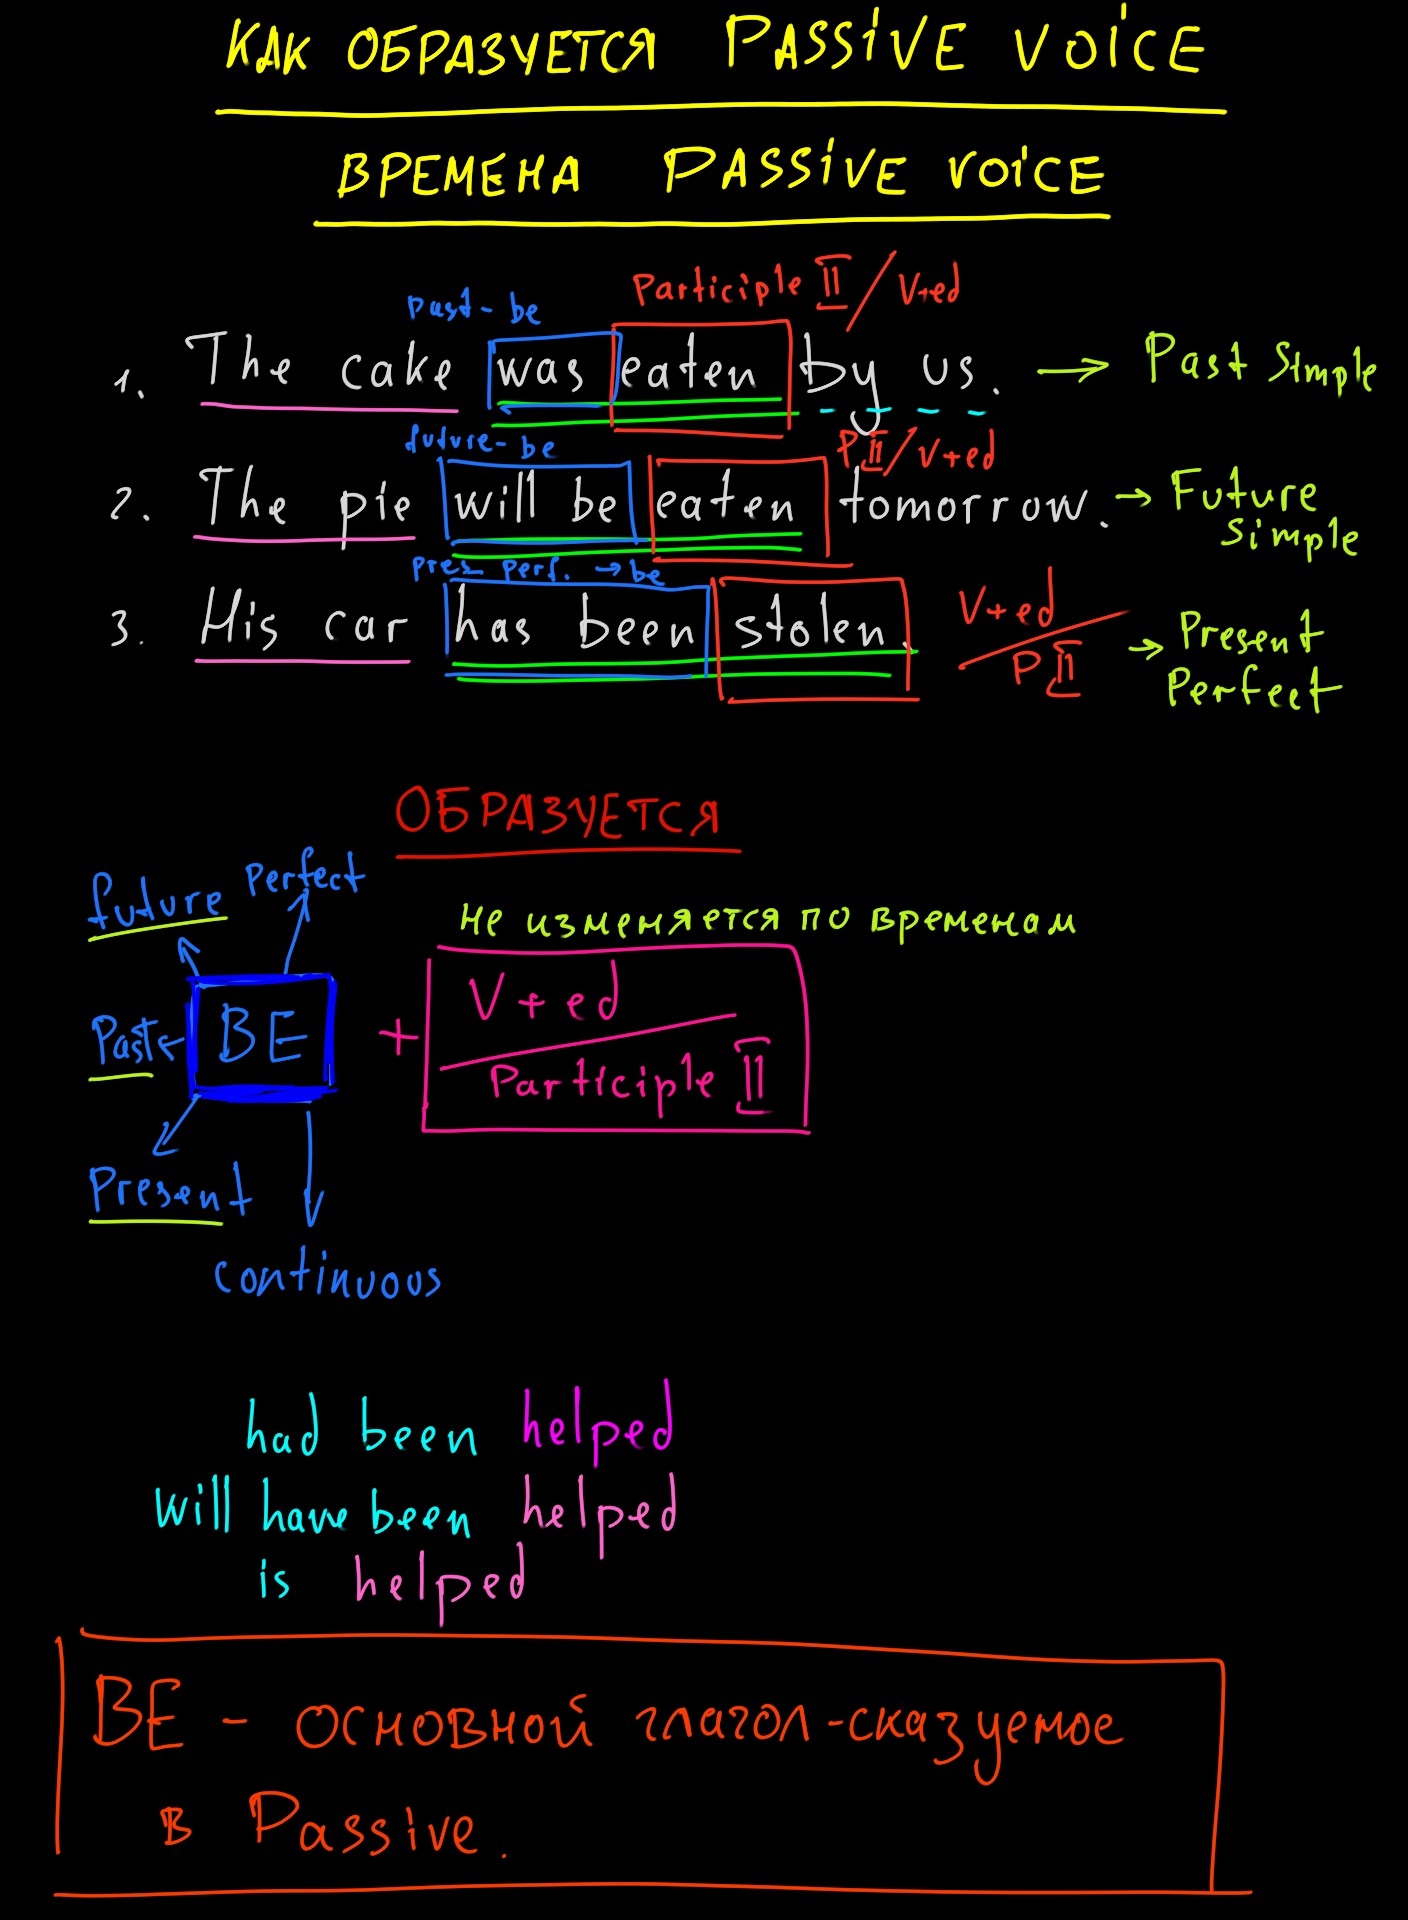 КАК ОБРАЗУЕТСЯ PASSIVE VOICE
ВРЕМЕНА PASSIVE VOICE
past - be Participle II / V+ed
1. The cake was eaten by us. → Past Simple
future - be PII / V+ed
2. The pie will be eaten tomorrow. → Future Simple
pres. perf. → be
3. His car has been stolen. V+ed / PII → Present Perfect
ОБРАЗУЕТСЯ
future Perfect
Не изменяется по временам
Past BE + V+ed / Participle II
Present
continuous
had been helped
will have been helped
is helped
BE - основной глагол-сказуемое
в Passive.